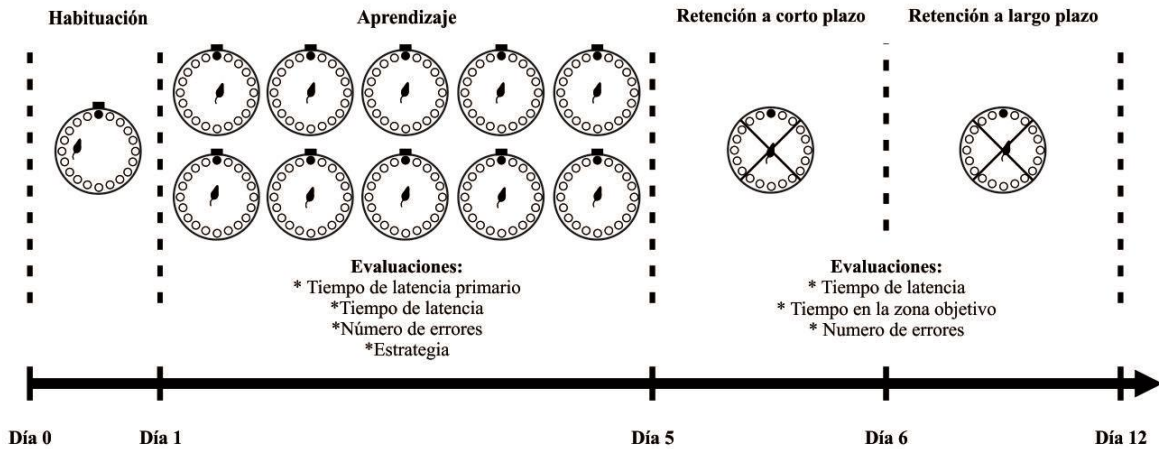 Habituación
Aprendizaje
Retención a corto plazo
Retención a largo plazo
Evaluaciones:
* Tiempo de latencia primario
*Tiempo de latencia
*Número de errores
*Estrategia
Evaluaciones:
* Tiempo de latencia
* Tiempo en la zona objetivo
* Numero de errores
Día 0
Día 1
Día 5
Día 6
Día 12